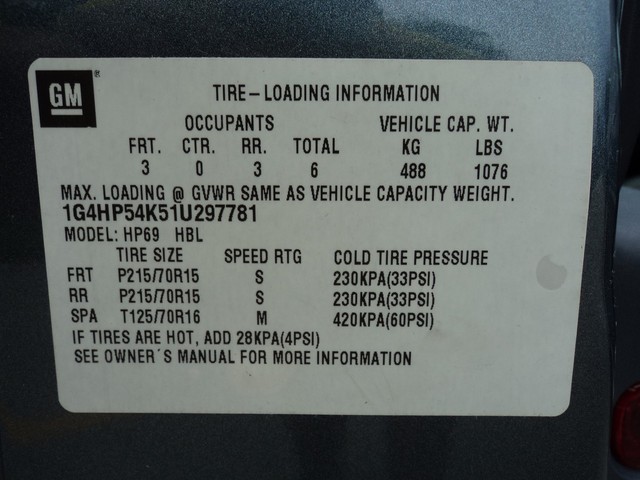 GM ®
TIRE-LOADING INFORMATION
OCCUPANTS VEHICLE CAP. WT.
FRT. CTR. RR. TOTAL KG LBS
3 0 3 6 488 1076
MAX. LOADING @ GVWR SAME AS VEHICLE CAPACITY WEIGHT.
1G4HP54K51U297781
MODEL: HP69 HBL
TIRE SIZE SPEED RTG COLD TIRE PRESSURE
FRT P215/70R15 S 230KPA(33PSI)
RR P215/70R15 S 230KPA(33PSI)
SPA T125/70R16 M 420KPA(60PSI)
IF TIRES ARE HOT, ADD 28KPA(4PSI)
SEE OWNER´S MANUAL FOR MORE INFORMATION